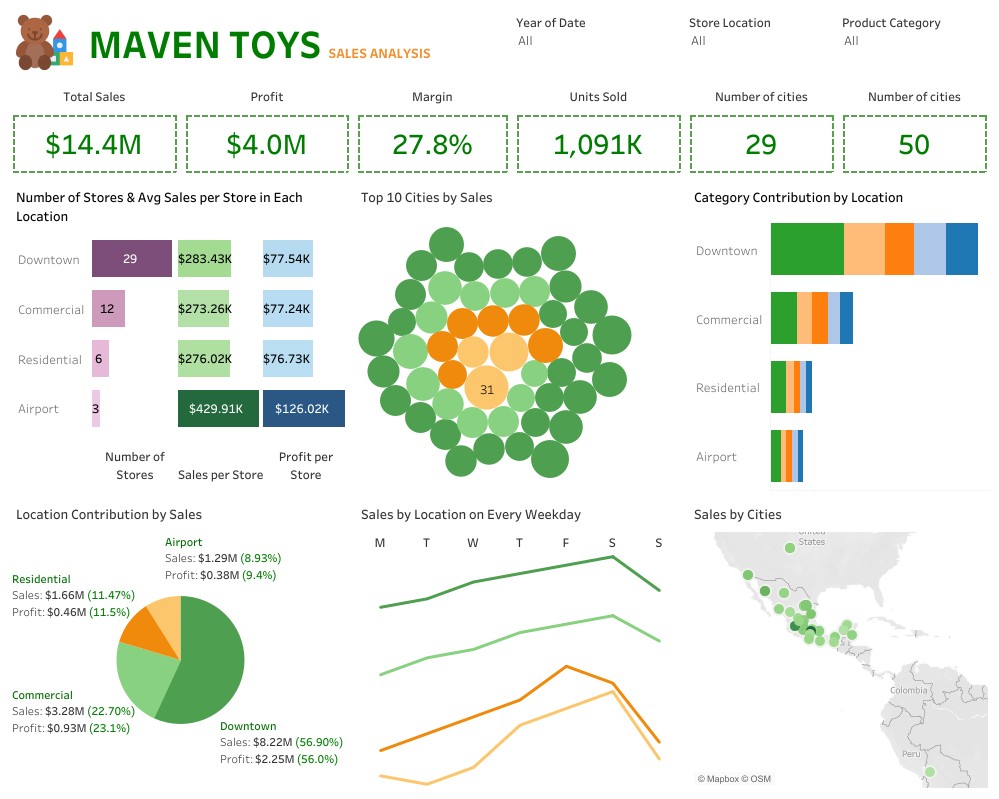 MAVEN TOYS SALES ANALYSIS
Year of Date
All
Store Location
All
Product Category
All
Total Sales
$14.4M
Profit
$4.0M
Margin
27.8%
Units Sold
1,091K
Number of cities
29
Number of cities
50
Number of Stores & Avg Sales per Store in Each
Location
Downtown 29 $283.43K $77.54K
Commercial 12 $273.26K $77.24K
Residential 6 $276.02K $76.73K
Airport 3 $429.91K $126.02K
Number of
Stores
Sales per Store
Profit per
Store
Top 10 Cities by Sales
31
Category Contribution by Location
Downtown
Commercial
Residential
Airport
Location Contribution by Sales
Airport
Sales: $1.29M (8.93%)
Profit: $0.38M (9.4%)
Residential
Sales: $1.66M (11.47%)
Profit: $0.46M (11.5%)
Commercial
Sales: $3.28M (22.70%)
Profit: $0.93M (23.1%)
Downtown
Sales: $8.22M (56.90%)
Profit: $2.25M (56.0%)
Sales by Location on Every Weekday
M T W T F S S
Sales by Cities
United
States
Colombia
Peru
© Mapbox © OSM